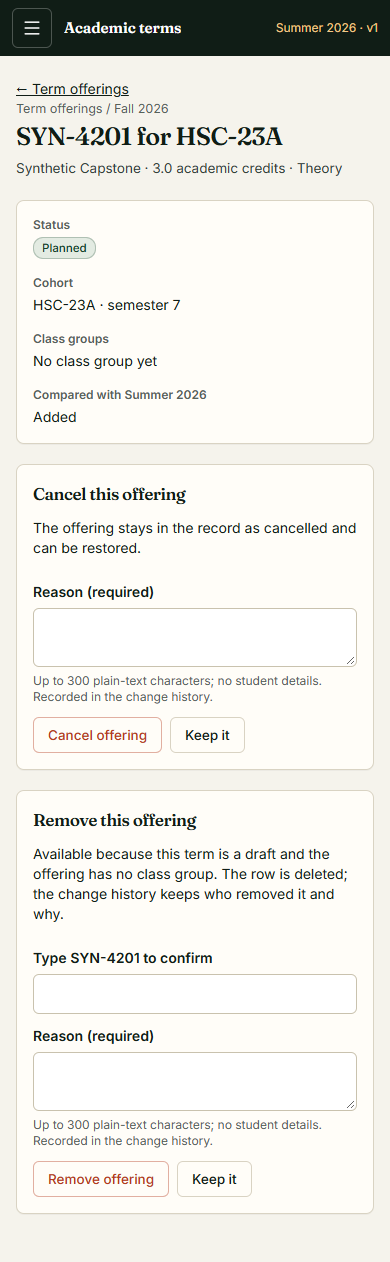 Academic terms
Summer 2026 · v1
← Term offerings
Term offerings / Fall 2026
SYN-4201 for HSC-23A
Synthetic Capstone · 3.0 academic credits · Theory
Status
Planned
Cohort
HSC-23A · semester 7
Class groups
No class group yet
Compared with Summer 2026
Added
Cancel this offering
The offering stays in the record as cancelled and
can be restored.
Reason (required)
Up to 300 plain-text characters; no student details.
Recorded in the change history.
Cancel offering
Keep it
Remove this offering
Available because this term is a draft and the
offering has no class group. The row is deleted;
the change history keeps who removed it and
why.
Type SYN-4201 to confirm
Reason (required)
Up to 300 plain-text characters; no student details.
Recorded in the change history.
Remove offering
Keep it